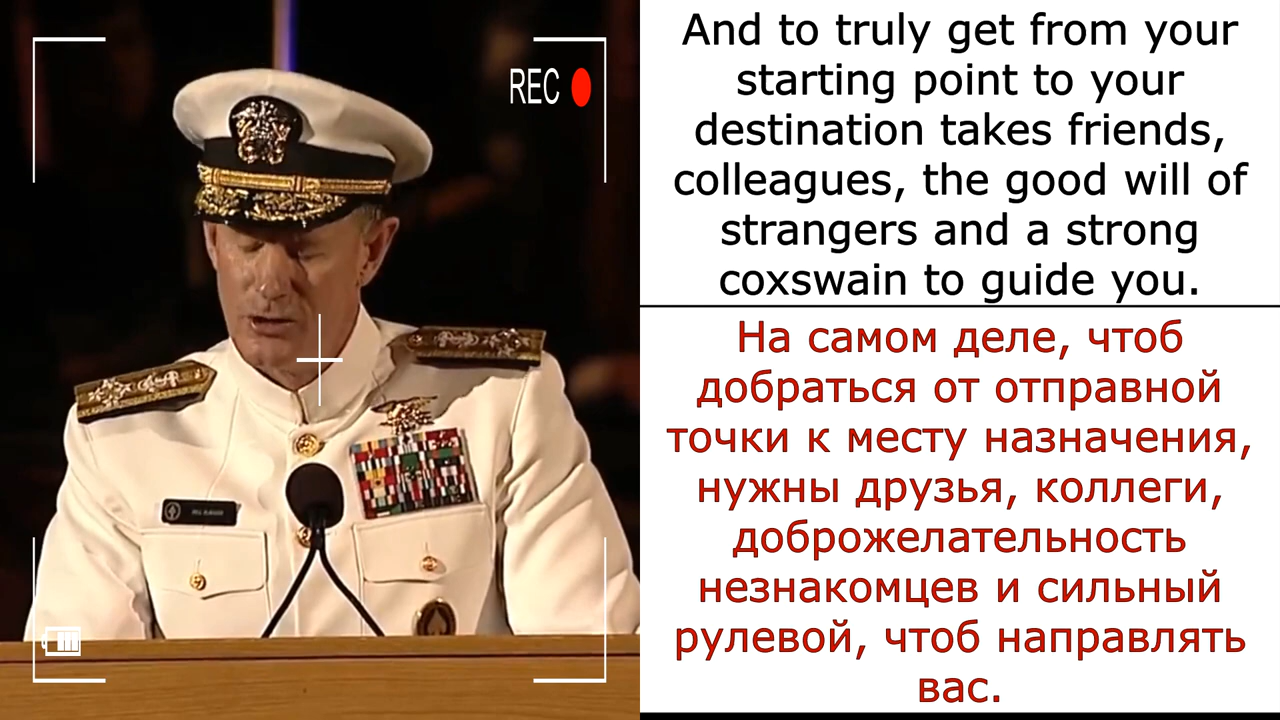 REC
And to truly get from your
starting point to your
destination takes friends,
colleagues, the good will of
strangers and a strong
coxswain to guide you.
На самом деле, чтоб
добраться от отправной
точки к месту назначения,
нужны друзья, коллеги,
доброжелательность
незнакомцев и сильный
рулевой, чтоб направлять
вас.